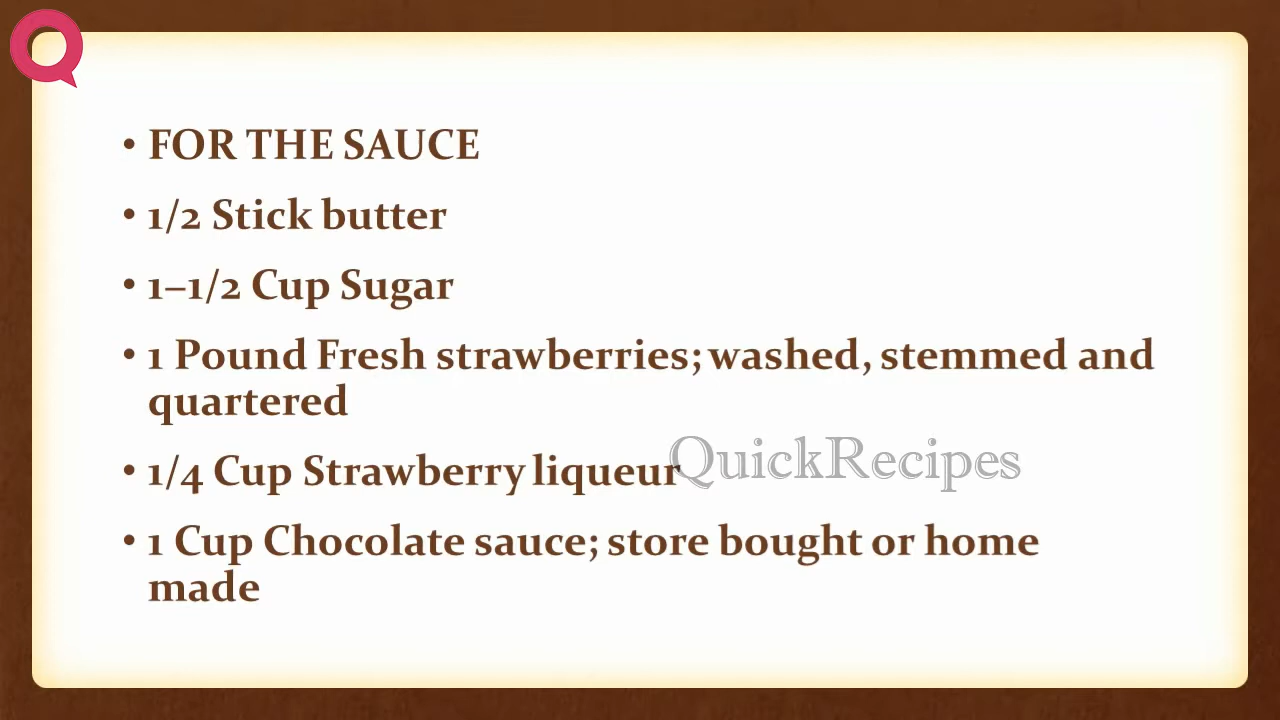 • FOR THE SAUCE
• 1/2 Stick butter
• 1–1/2 Cup Sugar
• 1 Pound Fresh strawberries; washed, stemmed and
quartered
• 1/4 Cup Strawberry liqueur
QuickRecipes
• 1 Cup Chocolate sauce; store bought or home
made